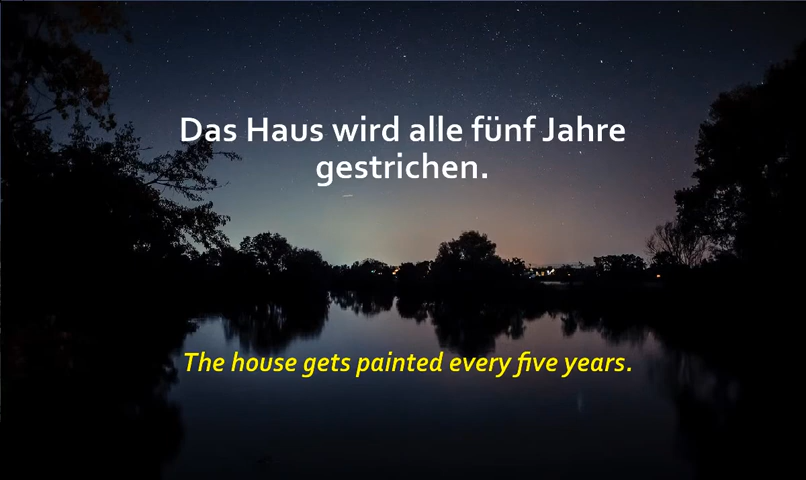 Das Haus wird alle fünf Jahre
gestrichen.
The house gets painted every five years.